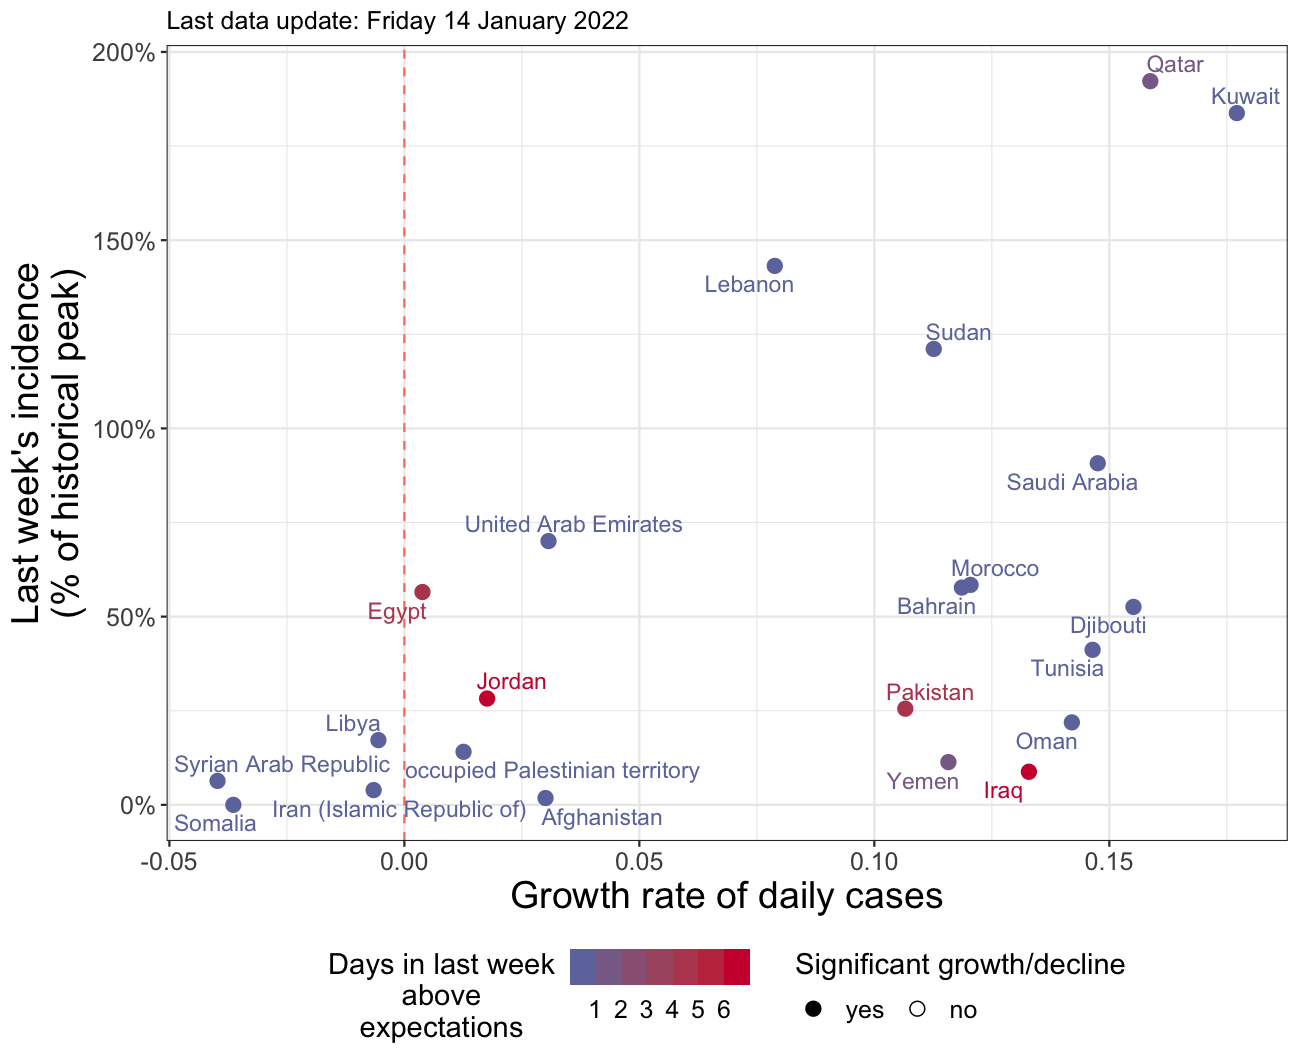 Last data update: Friday 14 January 2022
200%
Qatar
Kuwait
150%
Lebanon
Sudan
Last week's incidence
(% of historical peak)
100%
Saudi Arabia
United Arab Emirates
Morocco
Egypt
Bahrain
50%
Djibouti
Tunisia
Jordan
Pakistan
Libya
Oman
Syrian Arab Republic
occupied Palestinian territory
Yemen
Iraq
0%
Iran (Islamic Republic of)
Afghanistan
Somalia
-0.05 0.00 0.05 0.10 0.15
Growth rate of daily cases
Days in last week
above
expectations
1 2 3 4 5 6
Significant growth/decline
yes no